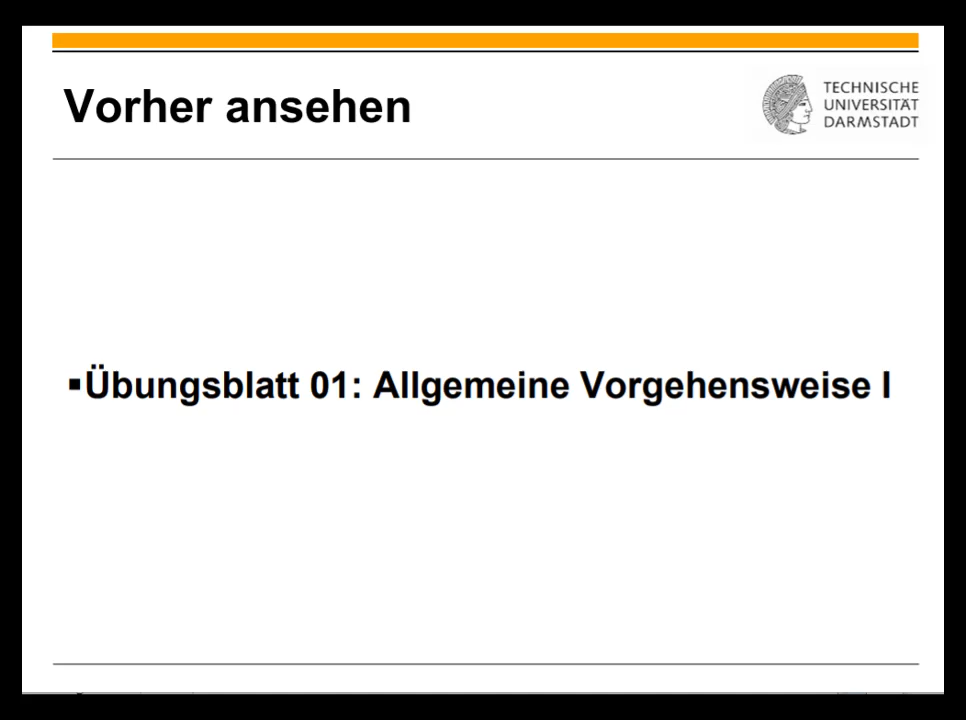 Vorher ansehen
TECHNISCHE
UNIVERSITÄT
DARMSTADT
▪Übungsblatt 01: Allgemeine Vorgehensweise I